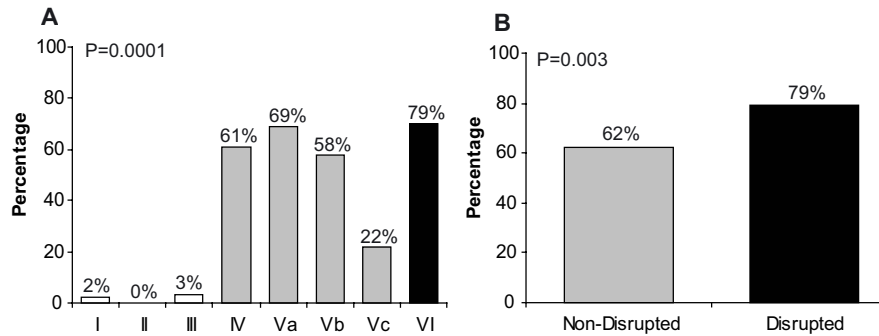 A
P=0.0001
Percentage
100
80
60
40
20
0
2%
0%
3%
61%
69%
58%
22%
79%
I
II
III
IV
Va
Vb
Vc
VI
B
P=0.003
Percentage
100
80
60
40
20
0
62%
79%
Non-Disrupted
Disrupted